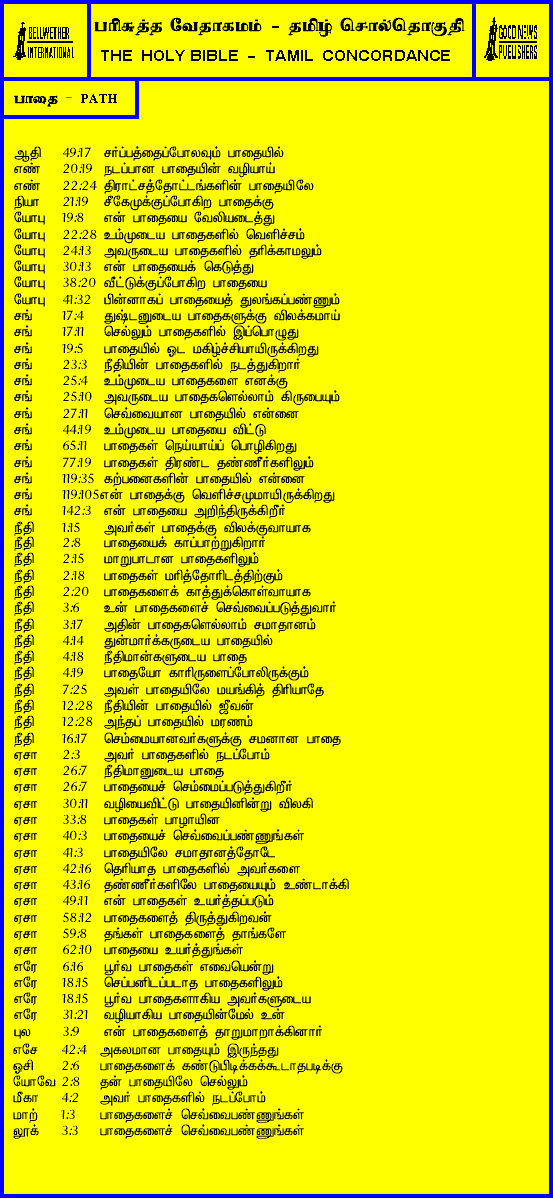 BELLWETHER
INTERNATIONAL
பரிசுத்த வேதாகமம் - தமிழ் சொல்தொகுதி
THE HOLY BIBLE - TAMIL CONCORDANCE
GOOD NEWS
PUBLISHERS
பாதை - PATH
ஆதி 49:17 சர்ப்பத்தைப்போலவும் பாதையில்
எண் 20:19 நடப்பான பாதையின் வழியாய்
எண் 22:24 திராட்சத்தோட்டங்களின் பாதையிலே
நியா 21:19 சீகேமுக்குப்போகிற பாதைக்கு
யோபு 19:8 என் பாதையை வேலியடைத்து
யோபு 22:28 உம்முடைய பாதைகளில் வெளிச்சம்
யோபு 24:13 அவருடைய பாதைகளில் தரிக்காமலும்
யோபு 30:13 என் பாதையைக் கெடுத்து
யோபு 38:20 வீட்டுக்குப்போகிற பாதையை
யோபு 41:32 பின்னாகப் பாதையைத் துலங்கப்பண்ணும்
சங் 17:4 துஷ்டனுடைய பாதைகளுக்கு விலக்கமாய்
சங் 17:11 செல்லும் பாதைகளில் இப்பொழுது
சங் 19:5 பாதையில் ஓட மகிழ்ச்சியாயிருக்கிறது
சங் 23:3 நீதியின் பாதைகளில் நடத்துகிறார்
சங் 25:4 உம்முடைய பாதைகளை எனக்கு
சங் 25:10 அவருடைய பாதைகளெல்லாம் கிருபையும்
சங் 27:11 செவ்வையான பாதையில் என்னை
சங் 44:19 உம்முடைய பாதையை விட்டு
சங் 65:11 பாதைகள் நெய்யாய்ப் பொழிகிறது
சங் 77:19 பாதைகள் திரண்ட தண்ணீர்களிலும்
சங் 119:35 கற்பனைகளின் பாதையில் என்னை
சங் 119:105என் பாதைக்கு வெளிச்சமுமாயிருக்கிறது
சங் 142:3 என் பாதையை அறிந்திருக்கிறீர்
நீதி 1:15 அவர்கள் பாதைக்கு விலக்குவாயாக
நீதி 2:8 பாதையைக் காப்பாற்றுகிறார்
நீதி 2:15 மாறுபாடான பாதைகளிலும்
நீதி 2:18 பாதைகள் மரித்தோரிடத்திற்கும்
நீதி 2:20 பாதைகளைக் காத்துக்கொள்வாயாக
நீதி 3:6 உன் பாதைகளைச் செவ்வைப்படுத்துவார்
நீதி 3:17 அதின் பாதைகளெல்லாம் சமாதானம்
நீதி 4:14 துன்மார்க்கருடைய பாதையில்
நீதி 4:18 நீதிமான்களுடைய பாதை
நீதி 4:19 பாதையோ காரிருளைப்போலிருக்கும்
நீதி 7:25 அவள் பாதையிலே மயங்கித் திரியாதே
நீதி 12:28 நீதியின் பாதையில் ஜீவன்
நீதி 12:28 அந்தப் பாதையில் மரணம்
நீதி 16:17 செம்மையானவர்களுக்கு சமனான பாதை
ஏசா 2:3 அவர் பாதைகளில் நடப்போம்
ஏசா 26:7 நீதிமானுடைய பாதை
ஏசா 26:7 பாதையைச் செம்மைப்படுத்துகிறீர்
ஏசா 30:11 வழியைவிட்டு பாதையினின்று விலகி
ஏசா 33:8 பாதைகள் பாழாயின
ஏசா 40:3 பாதையைச் செவ்வைப்பண்ணுங்கள்
ஏசா 41:3 பாதையிலே சமாதானத்தோடே
ஏசா 42:16 தெரியாத பாதைகளில் அவர்களை
ஏசா 43:16 தண்ணீர்களிலே பாதையையும் உண்டாக்கி
ஏசா 49:11 என் பாதைகள் உயர்த்தப்படும்
ஏசா 58:12 பாதைகளைத் திருத்துகிறவன்
ஏசா 59:8 தங்கள் பாதைகளைத் தாங்களே
ஏசா 62:10 பாதையை உயர்த்துங்கள்
எரே 6:16 பூர்வ பாதைகள் எவையென்று
எரே 18:15 செப்பனிடப்படாத பாதைகளிலும்
எரே 18:15 பூர்வ பாதைகளாகிய அவர்களுடைய
எரே 31:21 வழியாகிய பாதையின்மேல் உன்
புல 3:9 என் பாதைகளைத் தாறுமாறாக்கினார்
எசே 42:4 அகலமான பாதையும் இருந்தது
ஓசி 2:6 பாதைகளைக் கண்டுபிடிக்கக்கூடாதபடிக்கு
யோவே 2:8 தன் பாதையிலே செல்லும்
மீகா 4:2 அவர் பாதைகளில் நடப்போம்
மாற் 1:3 பாதைகளைச் செவ்வைபண்ணுங்கள்
லூக் 3:3 பாதைகளைச் செவ்வைபண்ணுங்கள்